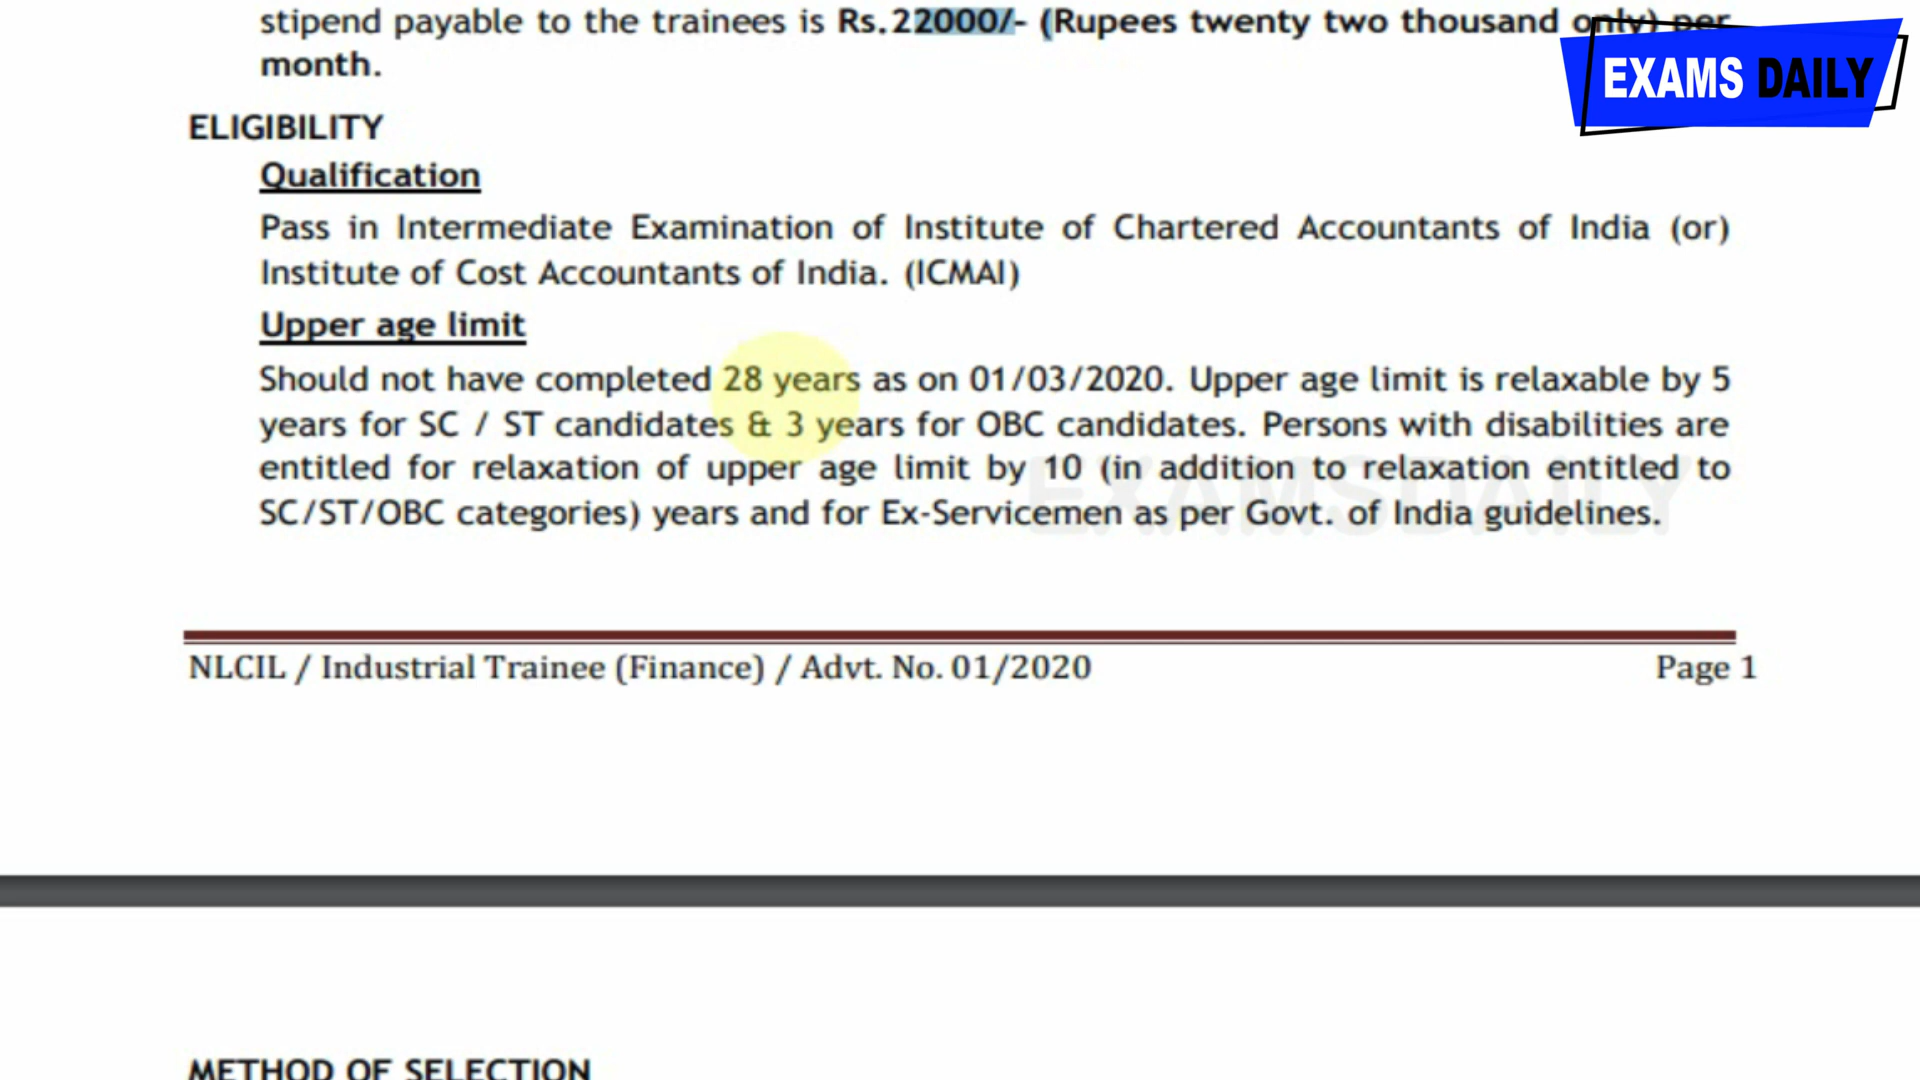 stipend payable to the trainees is Rs.22000/- (Rupees twenty two thousand only) per
month.
EXAMS DAILY
ELIGIBILITY
Qualification
Pass in Intermediate Examination of Institute of Chartered Accountants of India (or)
Institute of Cost Accountants of India. (ICMAI)
Upper age limit
Should not have completed 28 years as on 01/03/2020. Upper age limit is relaxable by 5
years for SC / ST candidates & 3 years for OBC candidates. Persons with disabilities are
entitled for relaxation of upper age limit by 10 (in addition to relaxation entitled to
SC/ST/OBC categories) years and for Ex-Servicemen as per Govt. of India guidelines.
EXAMSDAILY
NLCIL / Industrial Trainee (Finance) / Advt. No. 01/2020 Page 1
METHOD OF SELECTION